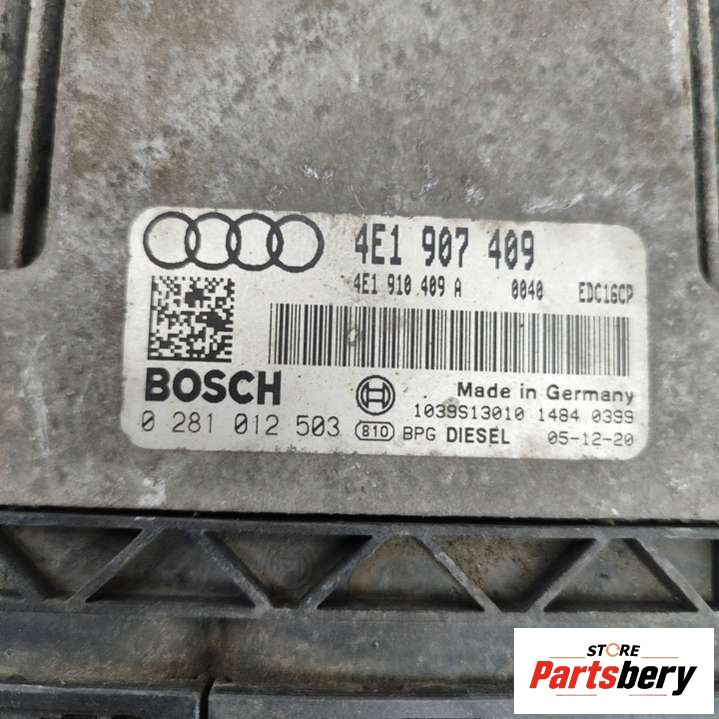 4E1 907 409
4E1 910 409 A 0040 EDC16CP
BOSCH
Made in Germany
1039S13010 1484 0399
0 281 012 503 810 BPG DIESEL 05-12-20
STORE
Partsbery